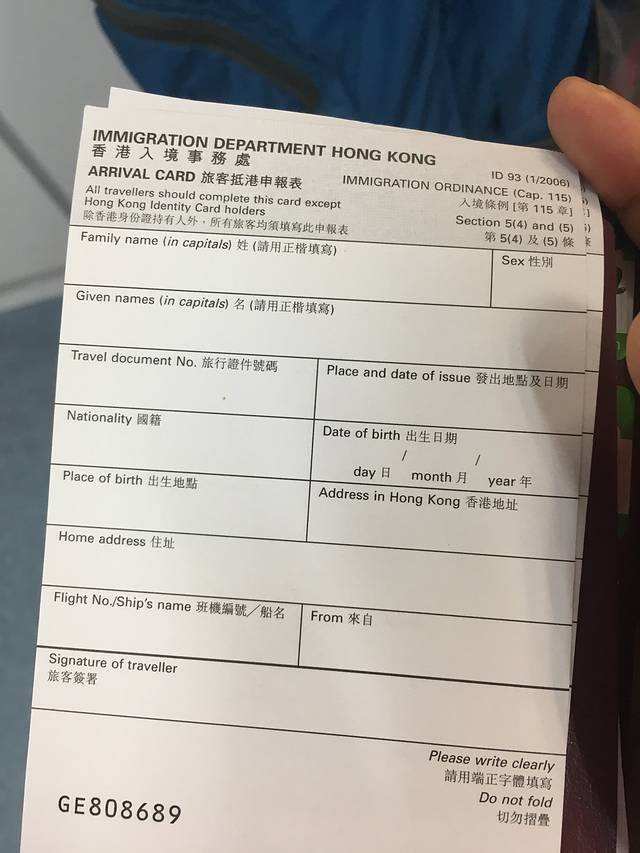 IMMIGRATION DEPARTMENT HONG KONG
香港入境事務處
ID 93 (1/2006)
ARRIVAL CARD 旅客抵港申報表
IMMIGRATION ORDINANCE (Cap. 115)
入境條例 [第 115 章]
All travellers should complete this card except
Hong Kong Identity Card holders
除香港身份證持有人外，所有旅客均須填寫此申報表
Section 5(4) and (5)
第 5(4) 及 (5) 條
Family name (in capitals) 姓 (請用正楷填寫)
Sex 性別
Given names (in capitals) 名 (請用正楷填寫)
Travel document No. 旅行證件號碼
Place and date of issue 發出地點及日期
Nationality 國籍
Date of birth 出生日期
/ /
day 日 month 月 year 年
Place of birth 出生地點
Address in Hong Kong 香港地址
Home address 住址
Flight No./Ship's name 班機編號／船名
From 來自
Signature of traveller
旅客簽署
Please write clearly
請用端正字體填寫
Do not fold
切勿摺疊
GE808689